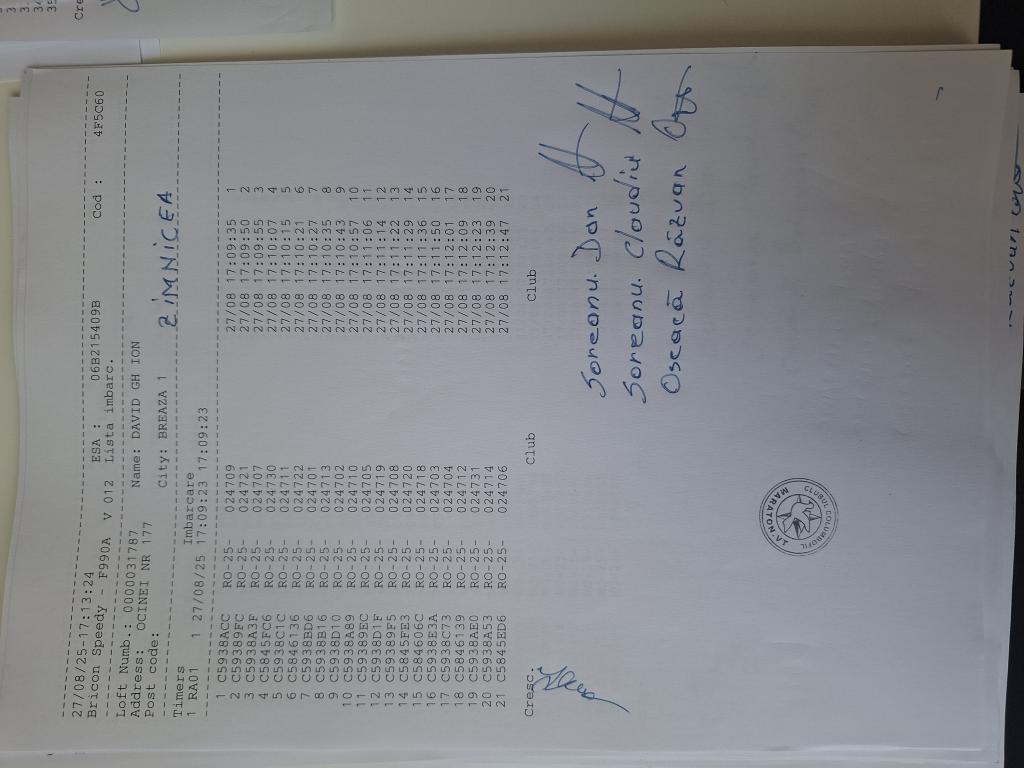 27/08/25-17:13:24
Bricon Speedy - F990A V 012 ESA : 06B215409B Cod : 4F5C60
Lista imbarc.
Loft Numb.: 0000031787 Name: DAVID GH ION
Address: OCINEI NR 177
Post code: City: BREAZA 1 ZIMNICEA
Timers Imbarcare
1 RA01 1 27/08/25 17:09:23 17:09:23
1 C5938ACC RO-25- 024709 27/08 17:09:35 1
2 C59389FC RO-25- 024721 27/08 17:09:50 2
3 C5938A3F RO-25- 024707 27/08 17:09:55 3
4 C5845FC6 RO-25- 024730 27/08 17:10:07 4
5 C5938C1C RO-25- 024711 27/08 17:10:15 5
6 C5846136 RO-25- 024722 27/08 17:10:21 6
7 C5938BB6 RO-25- 024701 27/08 17:10:27 7
8 C5938B16 RO-25- 024713 27/08 17:10:35 8
9 C5938D10 RO-25- 024702 27/08 17:10:43 9
10 C5938A89 RO-25- 024710 27/08 17:10:57 10
11 C59389EC RO-25- 024705 27/08 17:11:06 11
12 C5938D1F RO-25- 024719 27/08 17:11:14 12
13 C59389F5 RO-25- 024708 27/08 17:11:22 13
14 C5845FE3 RO-25- 024720 27/08 17:11:29 14
15 C584606C RO-25- 024718 27/08 17:11:36 15
16 C5938E3A RO-25- 024703 27/08 17:11:50 16
17 C5938C73 RO-25- 024704 27/08 17:12:01 17
18 C5846139 RO-25- 024712 27/08 17:12:09 18
19 C5938AE0 RO-25- 024731 27/08 17:12:23 19
20 C5938A53 RO-25- 024714 27/08 17:12:39 20
21 C5845ED6 RO-25- 024706 27/08 17:12:47 21
Cresc. Club Club
Soreanu Dan
Soreanu Claudiu
Oseacă Răzvan
CLUBUL COLUMBOFIL
MARATON